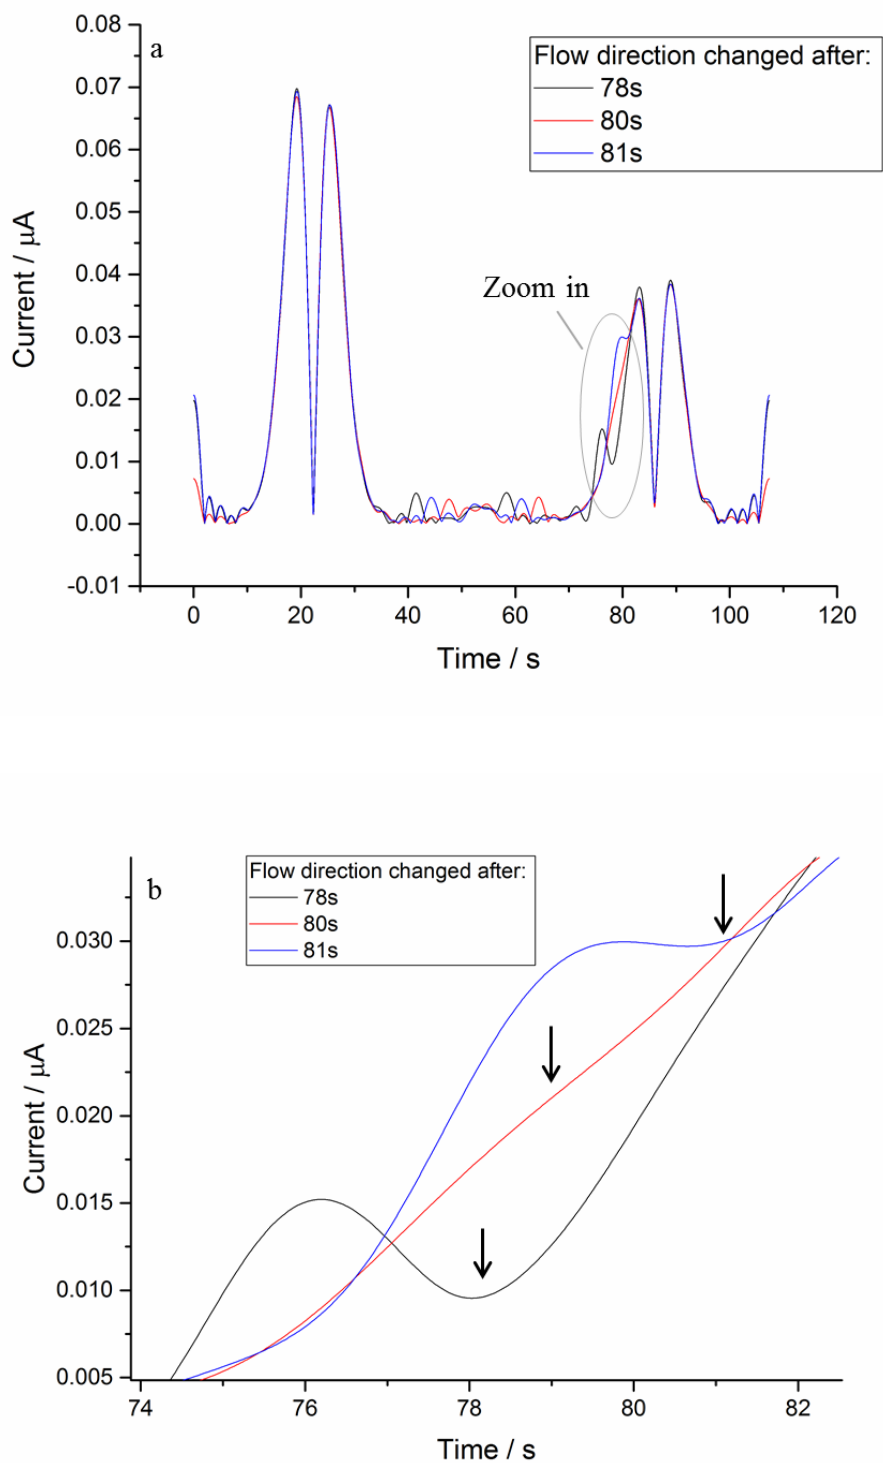 a
Flow direction changed after:
78s
80s
81s
Zoom in
0.08
0.07
0.06
0.05
0.04
0.03
0.02
0.01
0.00
-0.01
Current / µA
0 20 40 60 80 100 120
Time / s
b
Flow direction changed after:
78s
80s
81s
0.030
0.025
0.020
0.015
0.010
0.005
Current / µA
74 76 78 80 82
Time / s